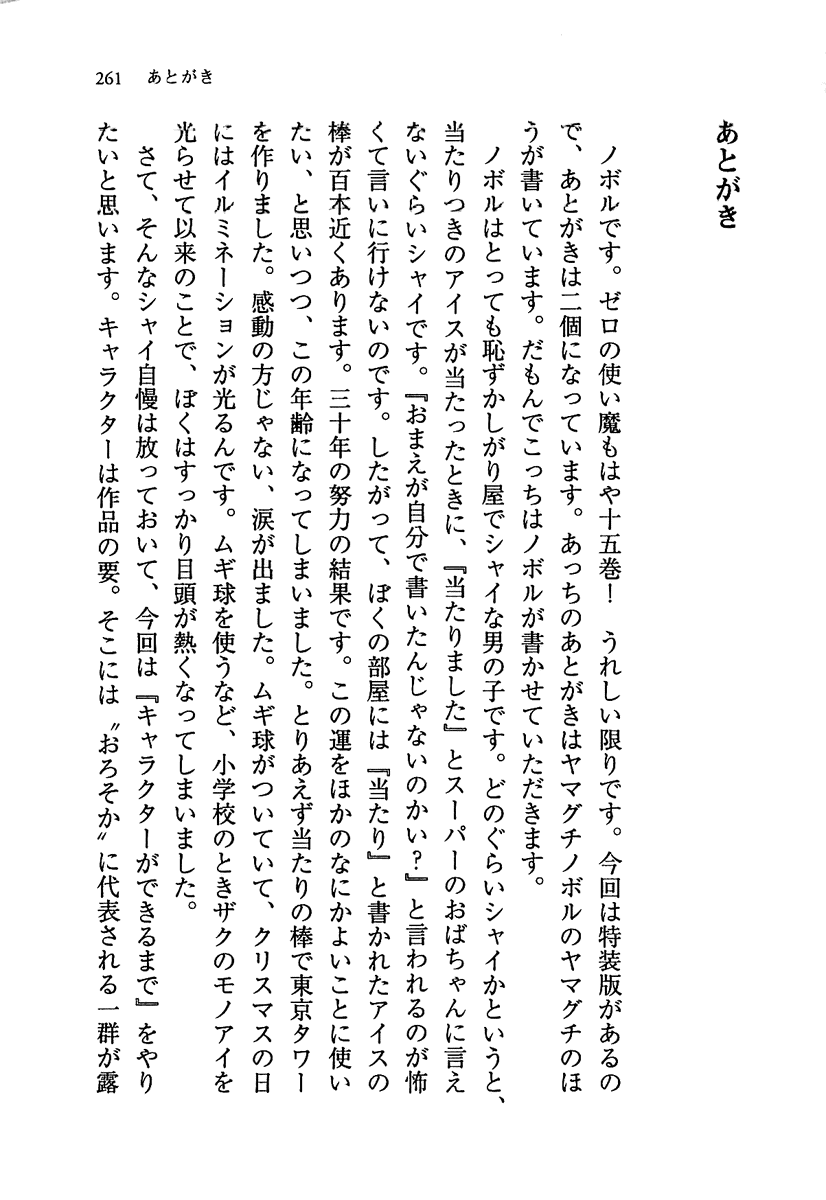 261　あとがき
あとがき
　ノボルです。ゼロの使い魔もはや十五巻！　うれしい限りです。今回は特装版があるの
で、あとがきは二個になっています。あっちのあとがきはヤマグチノボルのヤマグチのほ
うが書いています。だもんでこっちはノボルが書かせていただきます。
　ノボルはとっても恥ずかしがり屋でシャイな男の子です。どのぐらいシャイかというと、
当たりつきのアイスが当たったときに、『当たりました』とスーパーのおばちゃんに言え
ないぐらいシャイです。『おまえが自分で書いたんじゃないのかい？』と言われるのが怖
くて言いに行けないのです。したがって、ぼくの部屋には『当たり』と書かれたアイスの
棒が百本近くあります。三十年の努力の結果です。この運をほかのなにかよいことに使い
たい、と思いつつ、この年齢になってしまいました。とりあえず当たりの棒で東京タワー
を作りました。感動の方じゃない、涙が出ました。ムギ球がついていて、クリスマスの日
にはイルミネーションが光るんです。ムギ球を使うなど、小学校のときザクのモノアイを
光らせて以来のことで、ぼくはすっかり目頭が熱くなってしまいました。
　さて、そんなシャイ自慢は放っておいて、今回は『キャラクターができるまで』をやり
たいと思います。キャラクターは作品の要。そこには〝おろそか〟に代表される一群が露